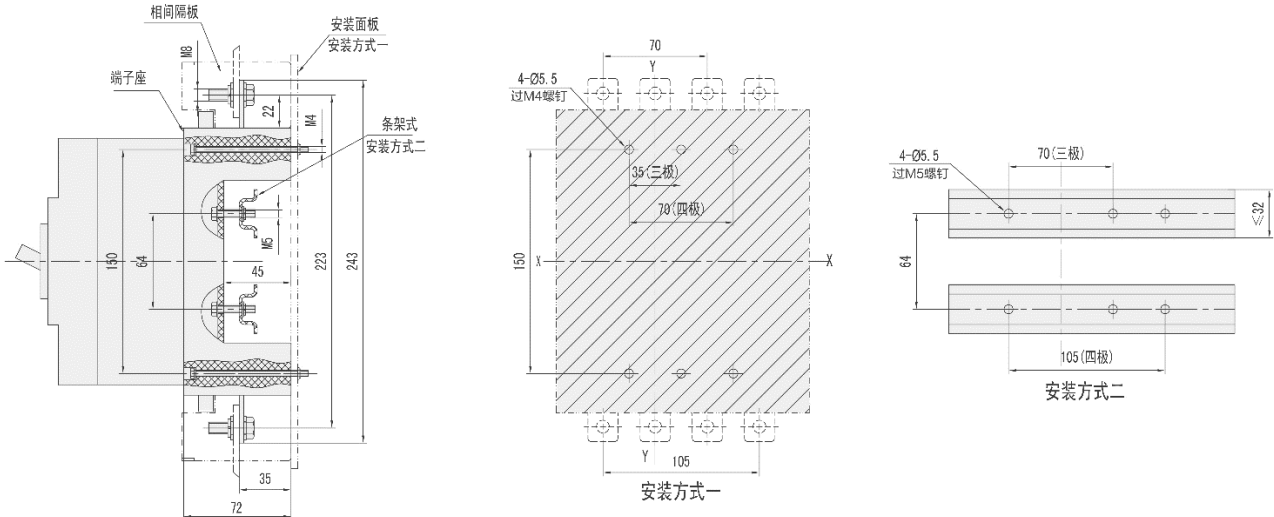 相间隔板
安装面板
安装方式一
M8
端子座
22
M4
条架式
安装方式二
150
64
M5
45
223
243
35
72
70
Y
4-Ø5.5
过M4螺钉
35(三极)
70(四极)
150
X
X
Y
105
安装方式一
4-Ø5.5
过M5螺钉
70(三极)
≤32
64
105(四极)
安装方式二